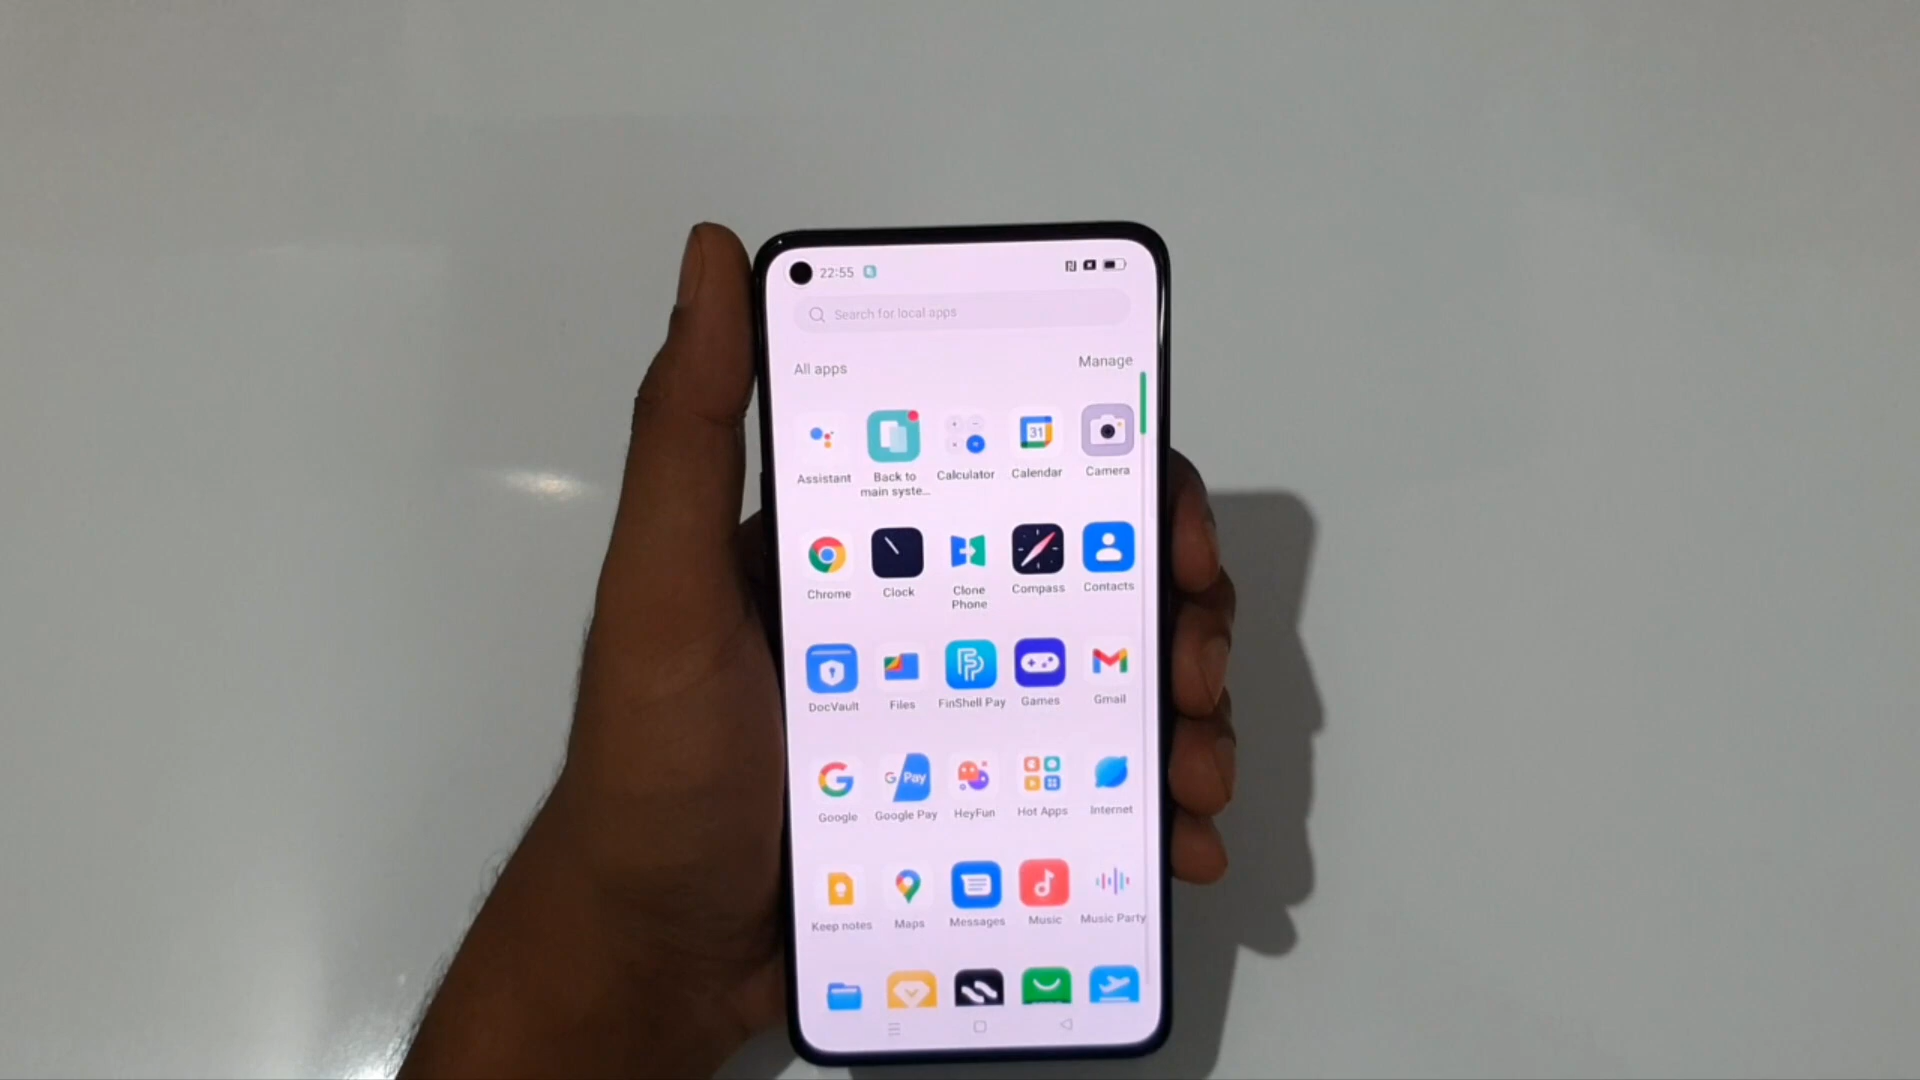 22:55
Search for local apps
All apps
Manage
31
Assistant
Back to
main syste...
Calculator
Calendar
Camera
Chrome
Clock
Clone
Phone
Compass
Contacts
DocVault
Files
FinShell Pay
Games
Gmail
G Pay
Google
Google Pay
HeyFun
Hot Apps
Internet
Keep notes
Maps
Messages
Music
Music Party